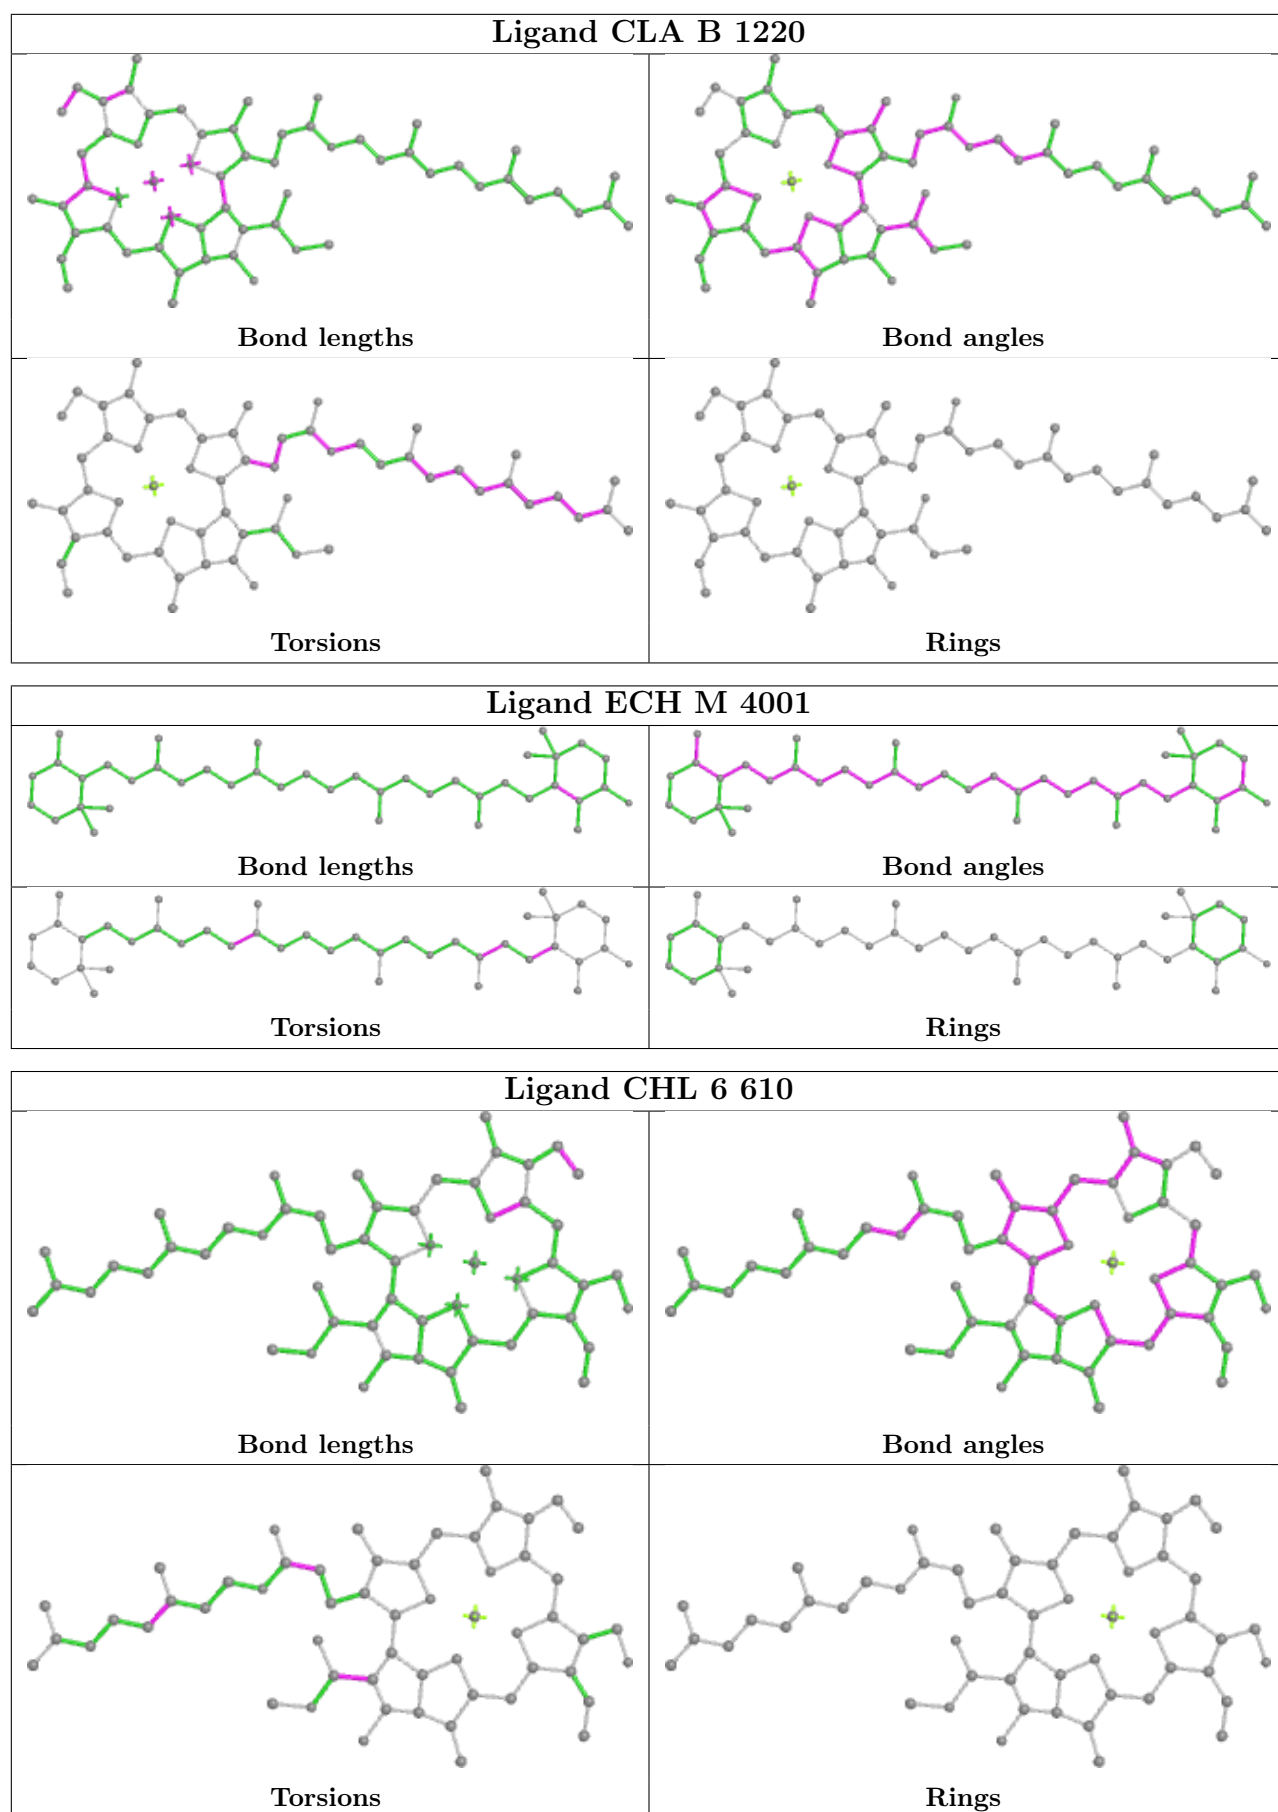 Ligand CLA B 1220
Bond lengths
Bond angles
Torsions
Rings
Ligand ECH M 4001
Bond lengths
Bond angles
Torsions
Rings
Ligand CHL 6 610
Bond lengths
Bond angles
Torsions
Rings